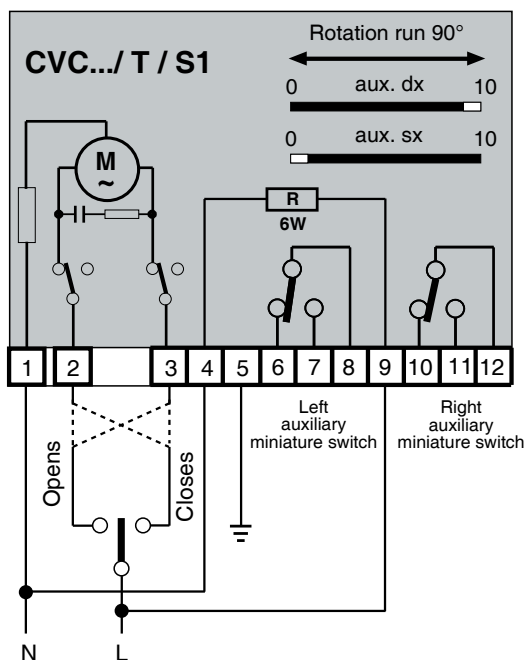 Rotation run 90°
CVC.../ T / S1
0 aux. dx 10
0 aux. sx 10
M
~
R
6W
1 2 3 4 5 6 7 8 9 10 11 12
Left
auxiliary
miniature switch
Right
auxiliary
miniature switch
Opens
Closes
N L